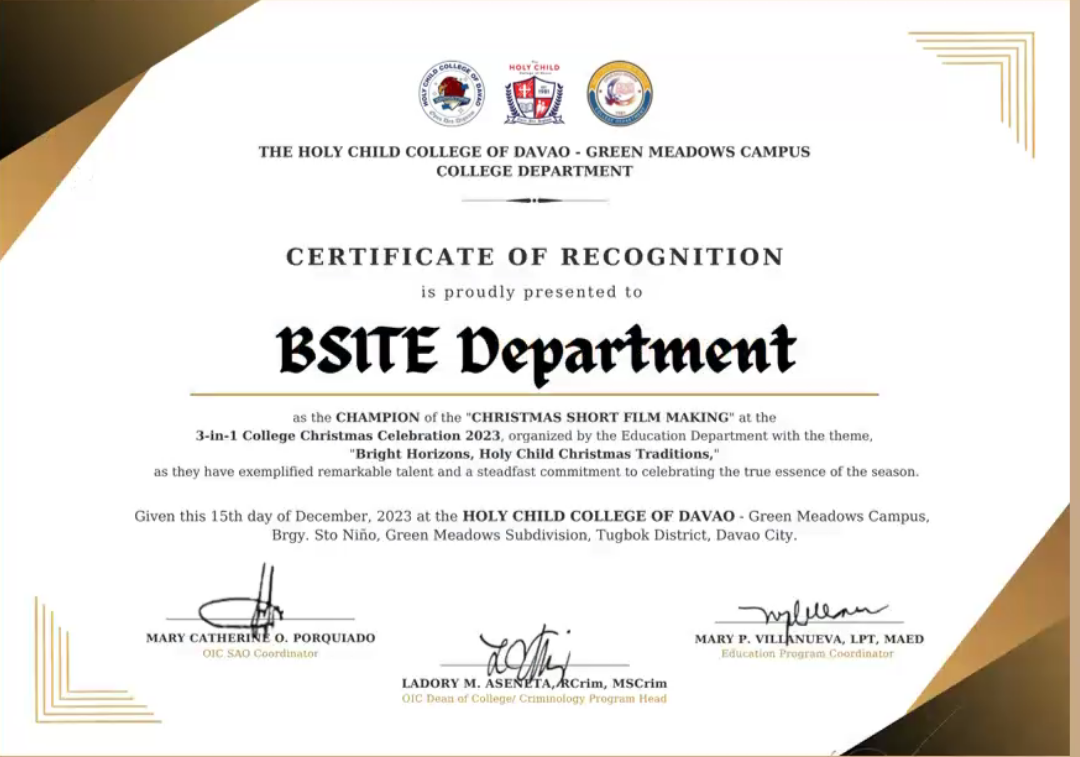 HOLY CHILD COLLEGE OF DAVAO
HOLY CHILD
THE HOLY CHILD COLLEGE OF DAVAO - GREEN MEADOWS CAMPUS
COLLEGE DEPARTMENT
CERTIFICATE OF RECOGNITION
is proudly presented to
BSITE Department
as the CHAMPION of the "CHRISTMAS SHORT FILM MAKING" at the
3-in-1 College Christmas Celebration 2023, organized by the Education Department with the theme,
"Bright Horizons, Holy Child Christmas Traditions,"
as they have exemplified remarkable talent and a steadfast commitment to celebrating the true essence of the season.
Given this 15th day of December, 2023 at the HOLY CHILD COLLEGE OF DAVAO - Green Meadows Campus,
Brgy. Sto Niño, Green Meadows Subdivision, Tugbok District, Davao City.
MARY CATHERINE O. PORQUIADO
OIC SAO Coordinator
LADORY M. ASENETA, RCrim, MSCrim
OIC Dean of College/ Criminology Program Head
MARY P. VILLANUEVA, LPT, MAED
Education Program Coordinator